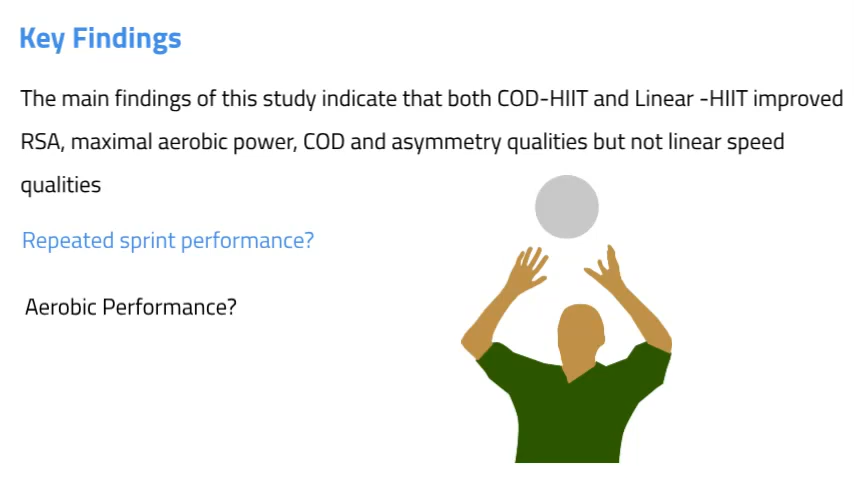 Key Findings
The main findings of this study indicate that both COD-HIIT and Linear -HIIT improved
RSA, maximal aerobic power, COD and asymmetry qualities but not linear speed
qualities
Repeated sprint performance?
Aerobic Performance?